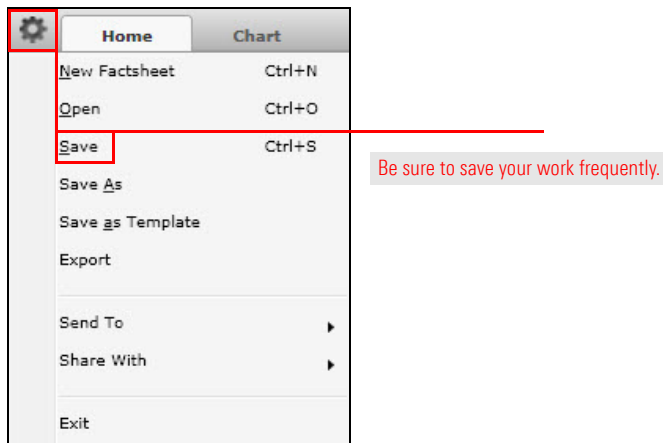 Home Chart
New Factsheet Ctrl+N
Open Ctrl+O
Save Ctrl+S
Be sure to save your work frequently.
Save As
Save as Template
Export
Send To
Share With
Exit